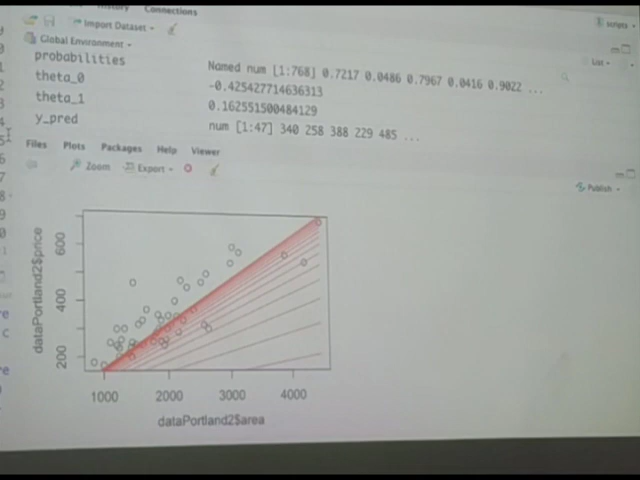 History Connections
Import Dataset
scripts
Global Environment
List
probabilities Named num [1:768] 0.7217 0.0486 0.7967 0.0416 0.9022 ...
theta_0 -0.425427714636313
theta_1 0.162551500484129
y_pred num [1:47] 340 258 388 229 485 ...
Files Plots Packages Help Viewer
Zoom Export
Publish
dataPortland2$price
600
400
200
1000 2000 3000 4000
dataPortland2$area